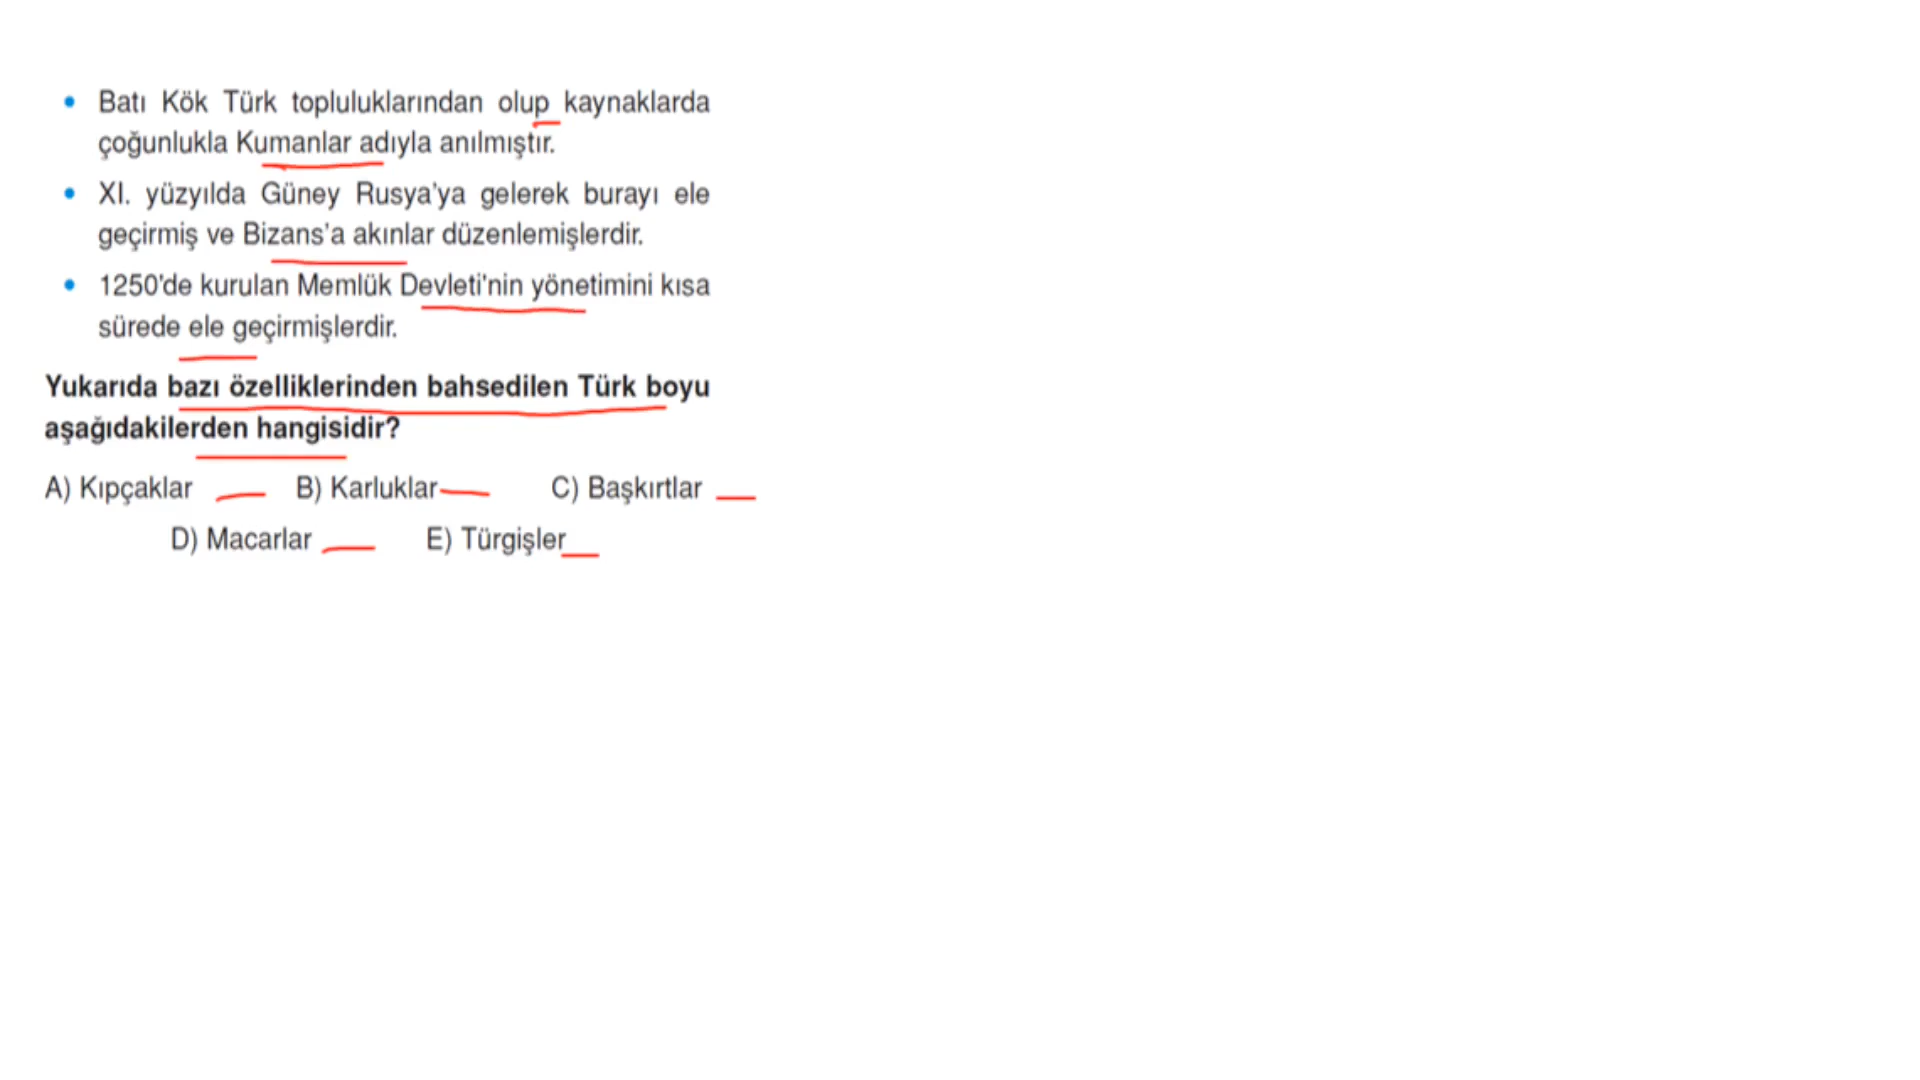 • Batı Kök Türk topluluklarından olup kaynaklarda
çoğunlukla Kumanlar adıyla anılmıştır.
• XI. yüzyılda Güney Rusya'ya gelerek burayı ele
geçirmiş ve Bizans'a akınlar düzenlemişlerdir.
• 1250'de kurulan Memlük Devleti'nin yönetimini kısa
sürede ele geçirmişlerdir.
Yukarıda bazı özelliklerinden bahsedilen Türk boyu
aşağıdakilerden hangisidir?
A) Kıpçaklar B) Karluklar C) Başkırtlar
D) Macarlar E) Türgişler